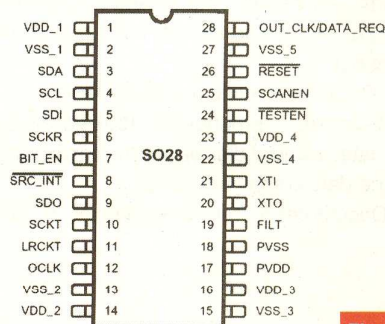 VDD_1 1 28 OUT_CLK/DATA_REQ
VSS_1 2 27 VSS_5
SDA 3 26 RESET
SCL 4 25 SCANEN
SDI 5 24 TESTEN
SCKR 6 23 VDD_4
BIT_EN 7 SO28 22 VSS_4
SRC_INT 8 21 XTI
SDO 9 20 XTO
SCKT 10 19 FILT
LRCKT 11 18 PVSS
OCLK 12 17 PVDD
VSS_2 13 16 VDD_3
VDD_2 14 15 VSS_3